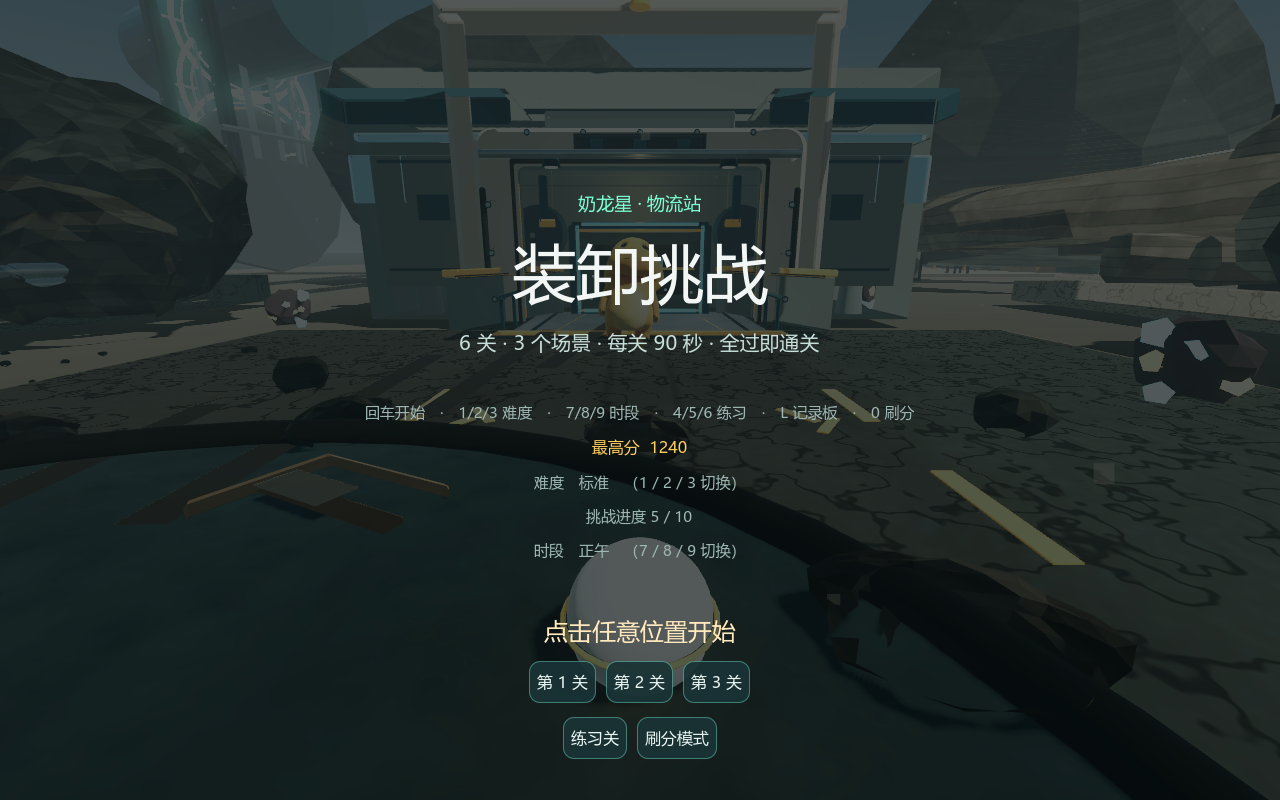 奶龙星 · 物流站
装卸挑战
6 关 · 3 个场景 · 每关 90 秒 · 全过即通关
回车开始 · 1/2/3 难度 · 7/8/9 时段 · 4/5/6 练习 · L 记录板 · 0 刷分
最高分 1240
难度 标准 (1 / 2 / 3 切换)
挑战进度 5 / 10
时段 正午 (7 / 8 / 9 切换)
点击任意位置开始
第 1 关 第 2 关 第 3 关
练习关 刷分模式